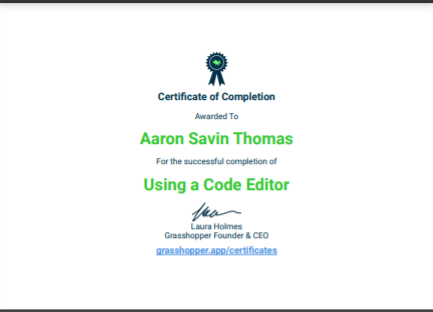 Certificate of Completion
Awarded To
Aaron Savin Thomas
For the successful completion of
Using a Code Editor
Laura Holmes
Grasshopper Founder & CEO
grasshopper.app/certificates